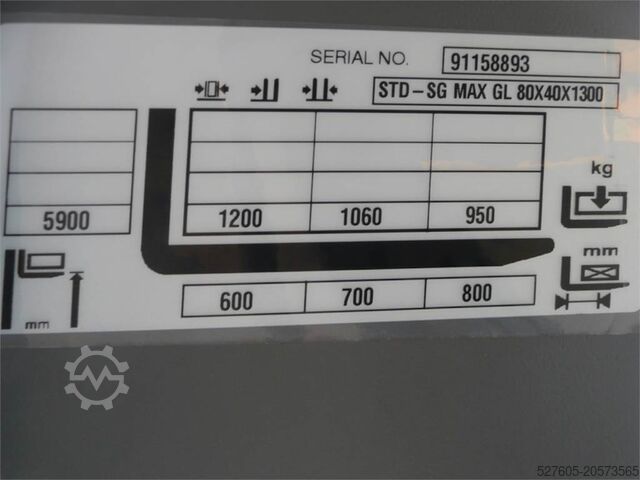 SERIAL NO. 91158893
STD-SG MAX GL 80X40X1300
kg
5900 1200 1060 950
mm
600 700 800
mm
527605-20573565